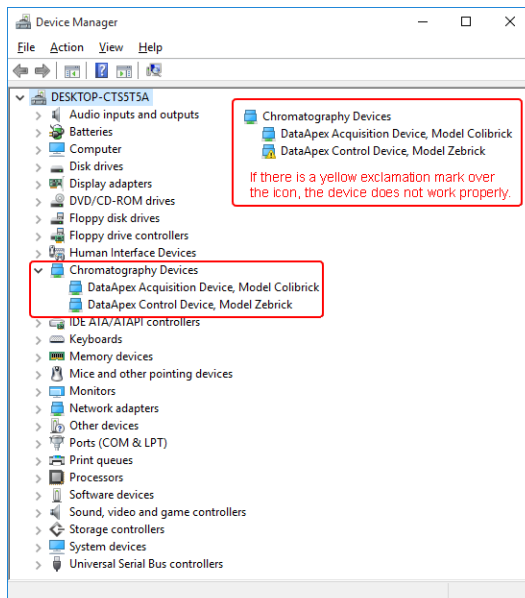 Device Manager
File Action View Help
DESKTOP-CTS5T5A
Audio inputs and outputs
Batteries
Computer
Disk drives
Display adapters
DVD/CD-ROM drives
Floppy disk drives
Floppy drive controllers
Human Interface Devices
Chromatography Devices
DataApex Acquisition Device, Model Colibrick
DataApex Control Device, Model Zebrick
IDE ATA/ATAPI controllers
Keyboards
Memory devices
Mice and other pointing devices
Monitors
Network adapters
Other devices
Ports (COM & LPT)
Print queues
Processors
Software devices
Sound, video and game controllers
Storage controllers
System devices
Universal Serial Bus controllers
Chromatography Devices
DataApex Acquisition Device, Model Colibrick
DataApex Control Device, Model Zebrick
If there is a yellow exclamation mark over
the icon, the device does not work properly.